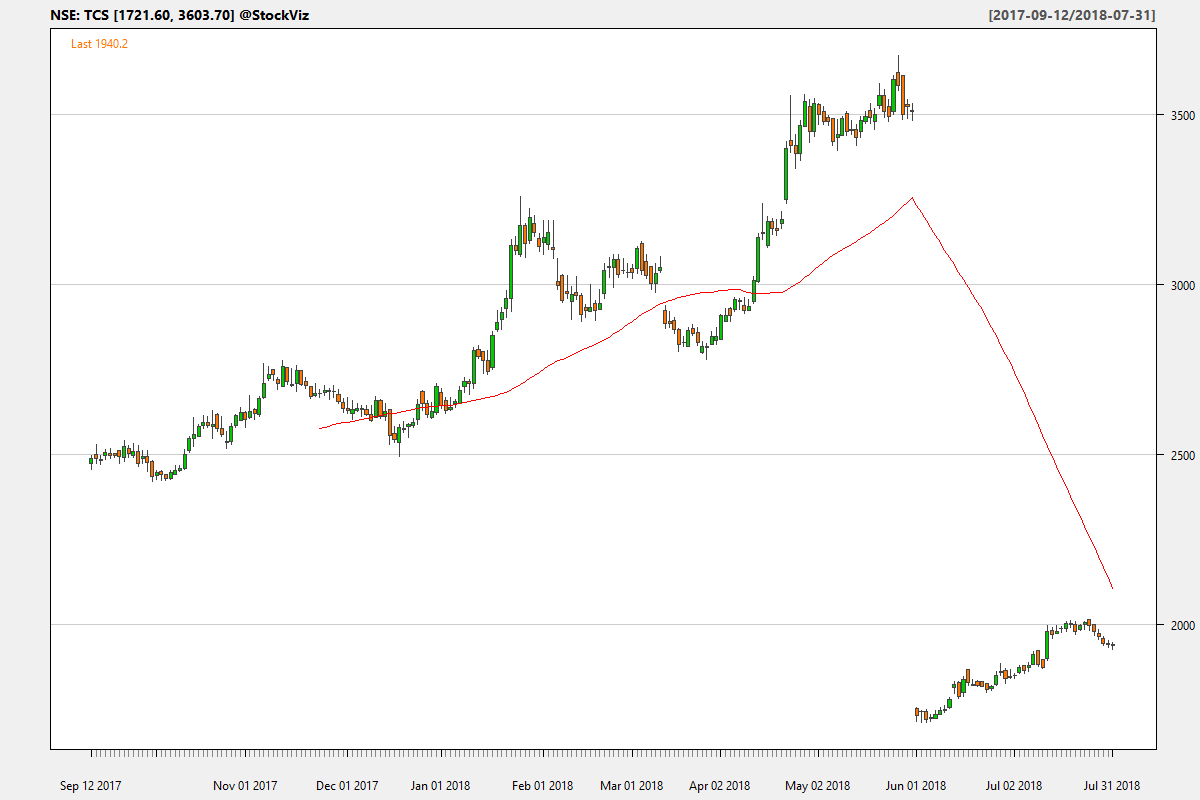 NSE: TCS [1721.60, 3603.70] @StockViz
[2017-09-12/2018-07-31]
Last 1940.2
3500
3000
2500
2000
Sep 12 2017 Nov 01 2017 Dec 01 2017 Jan 01 2018 Feb 01 2018 Mar 01 2018 Apr 02 2018 May 02 2018 Jun 01 2018 Jul 02 2018 Jul 31 2018